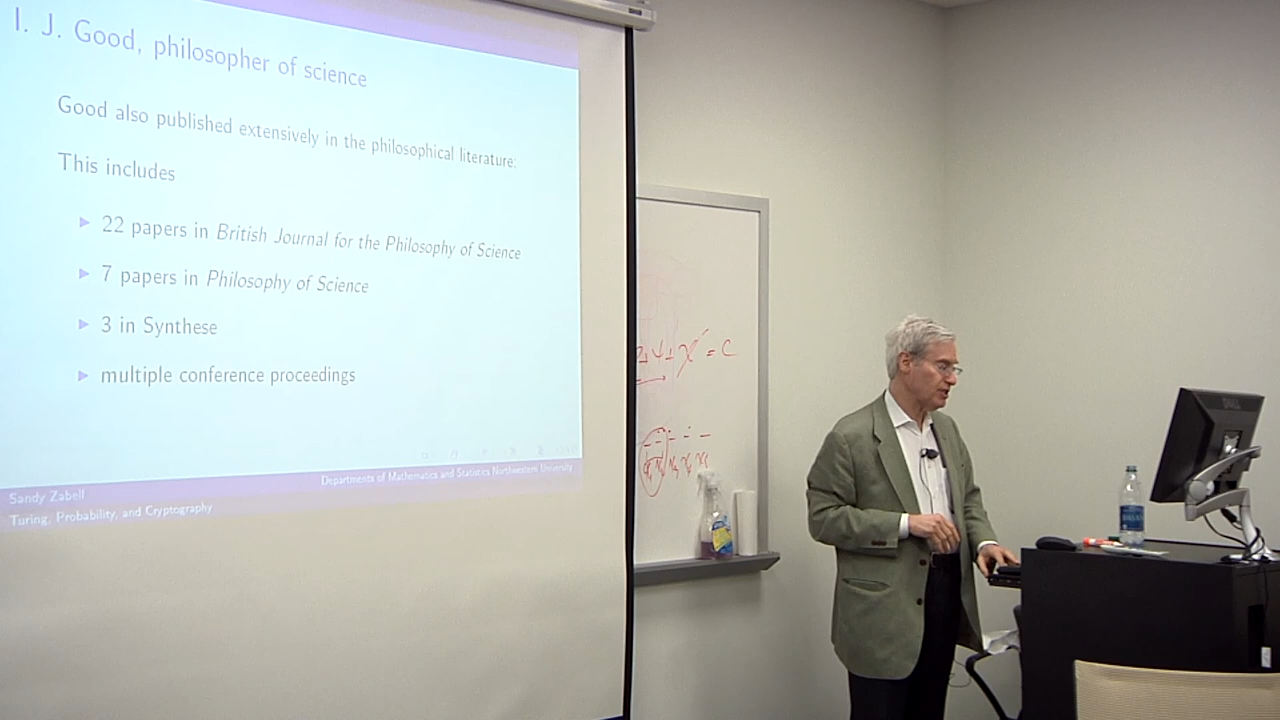 I. J. Good, philosopher of science
Good also published extensively in the philosophical literature:
This includes
22 papers in British Journal for the Philosophy of Science
7 papers in Philosophy of Science
3 in Synthese
multiple conference proceedings
Departments of Mathematics and Statistics Northwestern University
Sandy Zabell
Turing, Probability, and Cryptography
= C
DELL